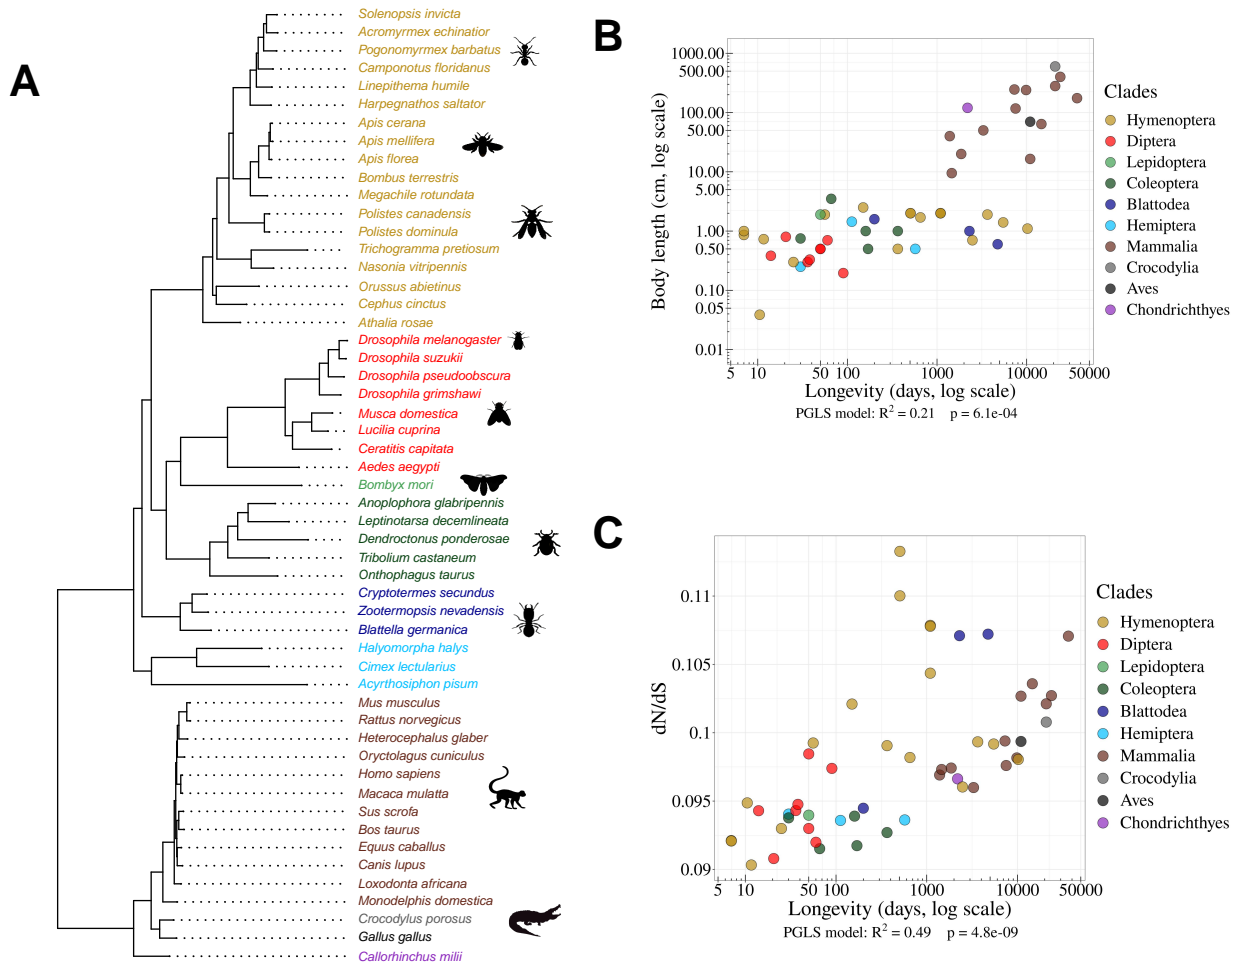 A
Solenopsis invicta
Acromyrmex echinatior
Pogonomyrmex barbatus
Camponotus floridanus
Linepithema humile
Harpegnathos saltator
Apis cerana
Apis mellifera
Apis florea
Bombus terrestris
Megachile rotundata
Polistes canadensis
Polistes dominula
Trichogramma pretiosum
Nasonia vitripennis
Orussus abietinus
Cephus cinctus
Athalia rosae
Drosophila melanogaster
Drosophila suzukii
Drosophila pseudoobscura
Drosophila grimshawi
Musca domestica
Lucilia cuprina
Ceratitis capitata
Aedes aegypti
Bombyx mori
Anoplophora glabripennis
Leptinotarsa decemlineata
Dendroctonus ponderosae
Tribolium castaneum
Onthophagus taurus
Cryptotermes secundus
Zootermopsis nevadensis
Blattella germanica
Halyomorpha halys
Cimex lectularius
Acyrthosiphon pisum
Mus musculus
Rattus norvegicus
Heterocephalus glaber
Oryctolagus cuniculus
Homo sapiens
Macaca mulatta
Sus scrofa
Bos taurus
Equus caballus
Canis lupus
Loxodonta africana
Monodelphis domestica
Crocodylus porosus
Gallus gallus
Callorhinchus milii
B
Body length (cm, log scale)
1000.00
500.00
100.00
50.00
10.00
5.00
1.00
0.50
0.10
0.05
0.01
5 10 50 100 1000 10000 50000
Longevity (days, log scale)
PGLS model: R² = 0.21 p = 6.1e-04
Clades
Hymenoptera
Diptera
Lepidoptera
Coleoptera
Blattodea
Hemiptera
Mammalia
Crocodylia
Aves
Chondrichthyes
C
dN/dS
0.11
0.105
0.1
0.095
0.09
5 10 50 100 1000 10000 50000
Longevity (days, log scale)
PGLS model: R² = 0.49 p = 4.8e-09
Clades
Hymenoptera
Diptera
Lepidoptera
Coleoptera
Blattodea
Hemiptera
Mammalia
Crocodylia
Aves
Chondrichthyes